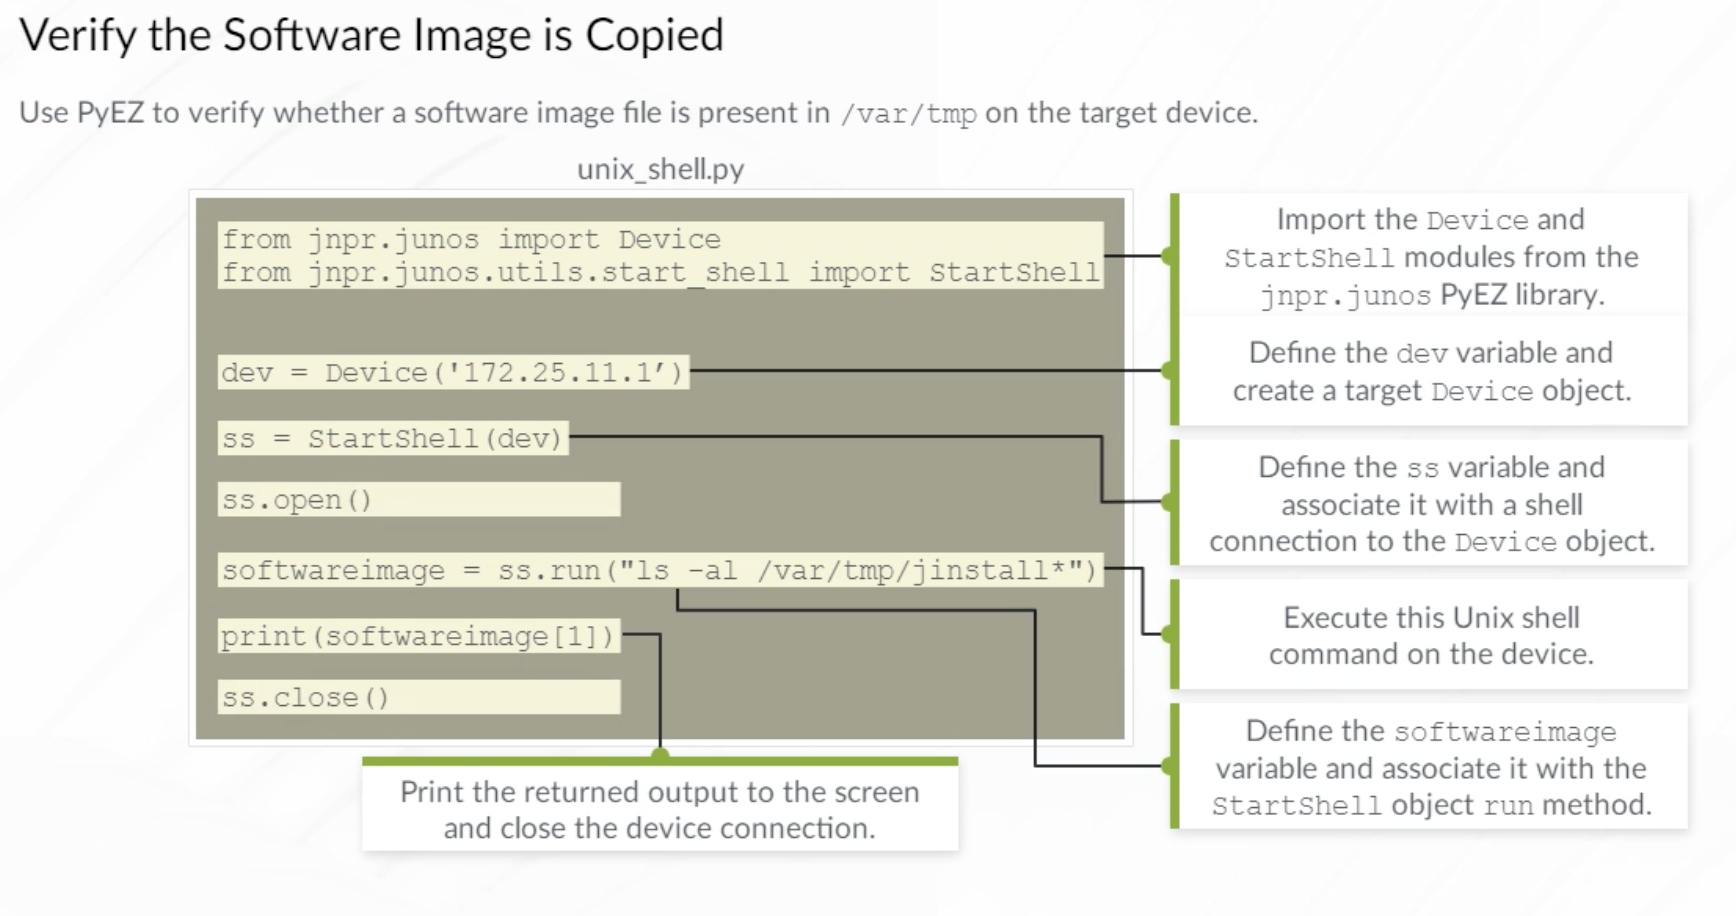 Verify the Software Image is Copied
Use PyEZ to verify whether a software image file is present in /var/tmp on the target device.
unix_shell.py
from jnpr.junos import Device
from jnpr.junos.utils.start_shell import StartShell
dev = Device('172.25.11.1’)
ss = StartShell(dev)
ss.open()
softwareimage = ss.run("ls -al /var/tmp/jinstall*")
print(softwareimage[1])
ss.close()
Import the Device and
StartShell modules from the
jnpr.junos PyEZ library.
Define the dev variable and
create a target Device object.
Define the ss variable and
associate it with a shell
connection to the Device object.
Execute this Unix shell
command on the device.
Define the softwareimage
variable and associate it with the
StartShell object run method.
Print the returned output to the screen
and close the device connection.